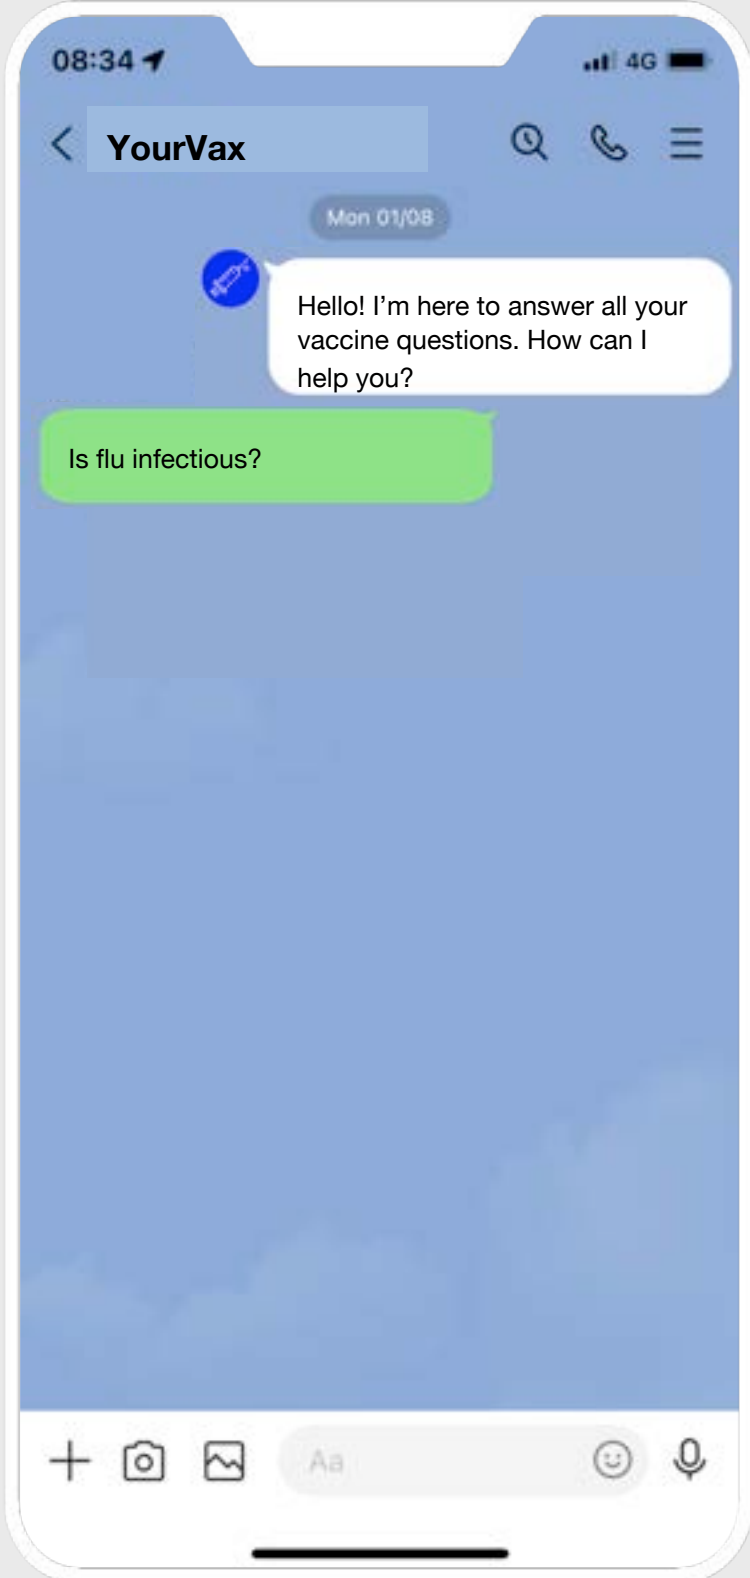 08:34
4G
YourVax
Mon 01/08
Hello! I'm here to answer all your
vaccine questions. How can I
help you?
Is flu infectious?
Aa